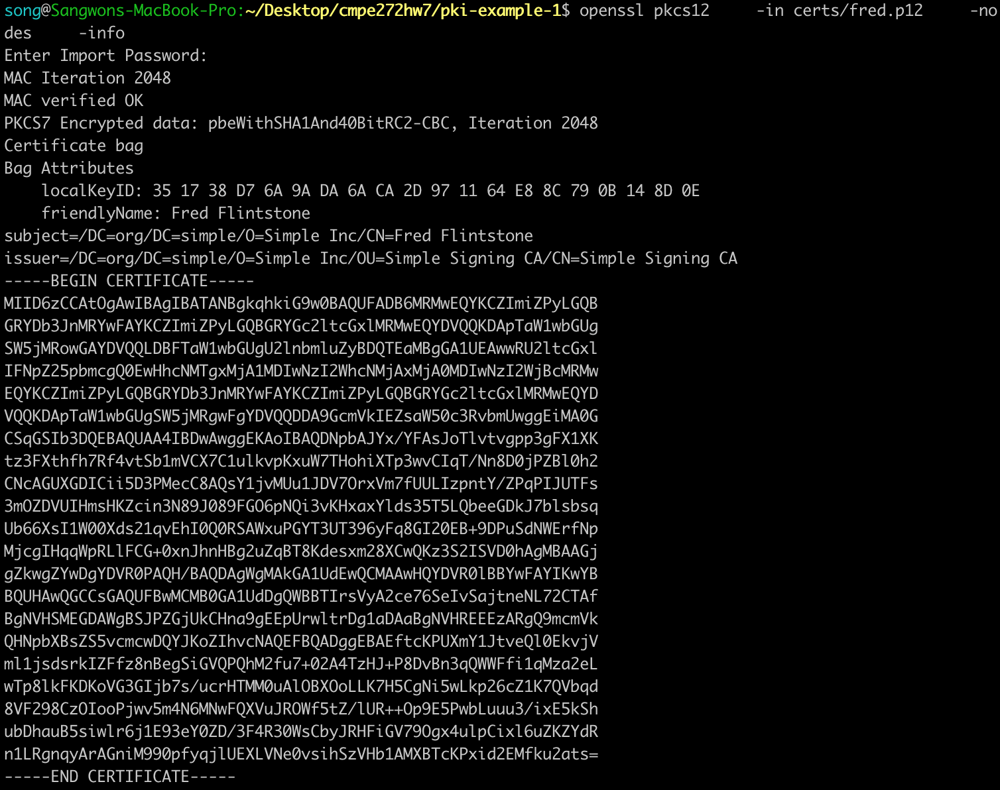 song@Sangwons-MacBook-Pro:~/Desktop/cmpe272hw7/pki-example-1$ openssl pkcs12     -in certs/fred.p12     -no
des     -info
Enter Import Password:
MAC Iteration 2048
MAC verified OK
PKCS7 Encrypted data: pbeWithSHA1And40BitRC2-CBC, Iteration 2048
Certificate bag
Bag Attributes
    localKeyID: 35 17 38 D7 6A 9A DA 6A CA 2D 97 11 64 E8 8C 79 0B 14 8D 0E
    friendlyName: Fred Flintstone
subject=/DC=org/DC=simple/O=Simple Inc/CN=Fred Flintstone
issuer=/DC=org/DC=simple/O=Simple Inc/OU=Simple Signing CA/CN=Simple Signing CA
-----BEGIN CERTIFICATE-----
MIID6zCCAtOgAwIBAgIBATANBgkqhkiG9w0BAQUFADB6MRMwEQYKCZImiZPyLGQB
GRYDb3JnMRYwFAYKCZImiZPyLGQBGRYGc2ltcGxlMRMwEQYDVQQKDApTaW1wbGUg
SW5jMRowGAYDVQQLDBFTaW1wbGUgU2lnbmluZyBDQTEaMBgGA1UEAwwRU2ltcGxl
IFNpZ25pbmcgQ0EwHhcNMTgxMjA1MDIwNzI2WhcNMjAxMjA0MDIwNzI2WjBcMRMw
EQYKCZImiZPyLGQBGRYDb3JnMRYwFAYKCZImiZPyLGQBGRYGc2ltcGxlMRMwEQYD
VQQKDApTaW1wbGUgSW5jMRgwFgYDVQQDDA9GcmVkIEZsaW50c3RvbmUwggEiMA0G
CSqGSIb3DQEBAQUAA4IBDwAwggEKAoIBAQDNpbAJYx/YFAsJoTlvtvgpp3gFX1XK
tz3FXthfh7Rf4vtSb1mVCX7C1ulkvpKxuW7THohiXTp3wvCIqT/Nn8D0jPZBl0h2
CNcAGUXGDICii5D3PMecC8AQsY1jvMUu1JDV7OrxVm7fUULIzpntY/ZPqPIJUTFs
3mOZDVUIHmsHKZcin3N89J089FGO6pNQi3vKHxaxYlds35T5LQbeeGDkJ7blsbsq
Ub66XsI1W00Xds21qvEhI0Q0RSAWxuPGYT3UT396yFq8GI20EB+9DPuSdNWErfNp
MjcgIHqqWpRLlFCG+0xnJhnHBg2uZqBT8Kdesxm28XCwQKz3S2ISVD0hAgMBAAGj
gZkwgZYwDgYDVR0PAQH/BAQDAgWgMAkGA1UdEwQCMAAwHQYDVR0lBBYwFAYIKwYB
BQUHAwQGCCsGAQUFBwMCMB0GA1UdDgQWBBTIrsVyA2ce76SeIvSajtneNL72CTAf
BgNVHSMEGDAWgBSJPZGjUkCHna9gEEpUrwltrDg1aDAaBgNVHREEEzARgQ9mcmVk
QHNpbXBsZS5vcmcwDQYJKoZIhvcNAQEFBQADggEBAEftcKPUXmY1JtveQl0EkvjV
ml1jsdsrkIZFfz8nBegSiGVQPQhM2fu7+02A4TzHJ+P8DvBn3qQWWFfi1qMza2eL
wTp8lkFKDKoVG3GIjb7s/ucrHTMM0uAlOBXOoLLK7H5CgNi5wLkp26cZ1K7QVbqd
8VF298CzOIooPjwv5m4N6MNwFQXVuJROWf5tZ/lUR++Op9E5PwbLuuu3/ixE5kSh
ubDhauB5siwlr6j1E93eY0ZD/3F4R30WsCbyJRHFiGV79Ogx4ulpCixl6uZKZYdR
n1LRgnqyArAGniM990pfyqjlUEXLVNe0vsihSzVHb1AMXBTcKPxid2EMfku2ats=
-----END CERTIFICATE-----